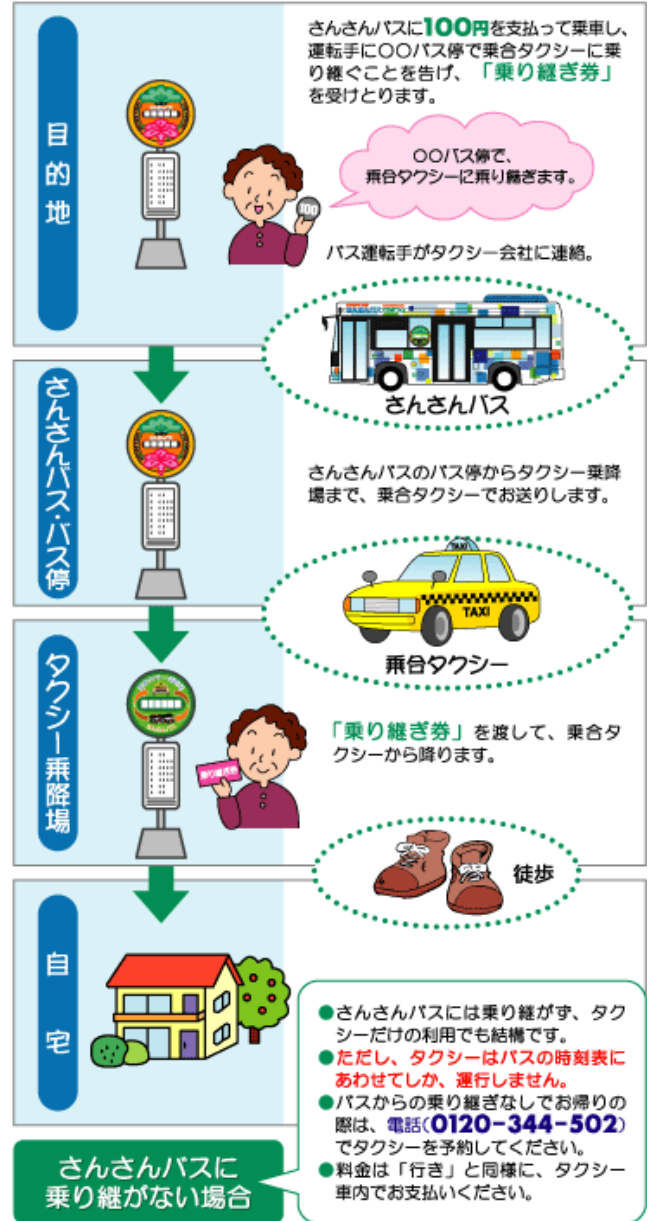 さんさんバスに100円を支払って乗車し、
運転手に〇〇バス停で乗合タクシーに乗
り継ぐことを告げ、「乗り継ぎ券」
を受けとります。
目的地
〇〇バス停で、
乗合タクシーに乗り継ぎます。
100
バス運転手がタクシー会社に連絡。
さんさんバス
さんさんバス・バス停
さんさんバスのバス停からタクシー乗降
場まで、乗合タクシーでお送りします。
TAXI
TAXI
乗合タクシー
タクシー乗降場
「乗り継ぎ券」を渡して、乗合タ
クシーから降ります。
乗り継ぎ券
徒歩
自宅
●さんさんバスには乗り継がず、タク
シーだけの利用でも結構です。
●ただし、タクシーはバスの時刻表に
あわせてしか、運行しません。
●バスからの乗り継ぎなしでお帰りの
際は、電話(0120-344-502)
でタクシーを予約してください。
●料金は「行き」と同様に、タクシー
車内でお支払いください。
さんさんバスに
乗り継がない場合